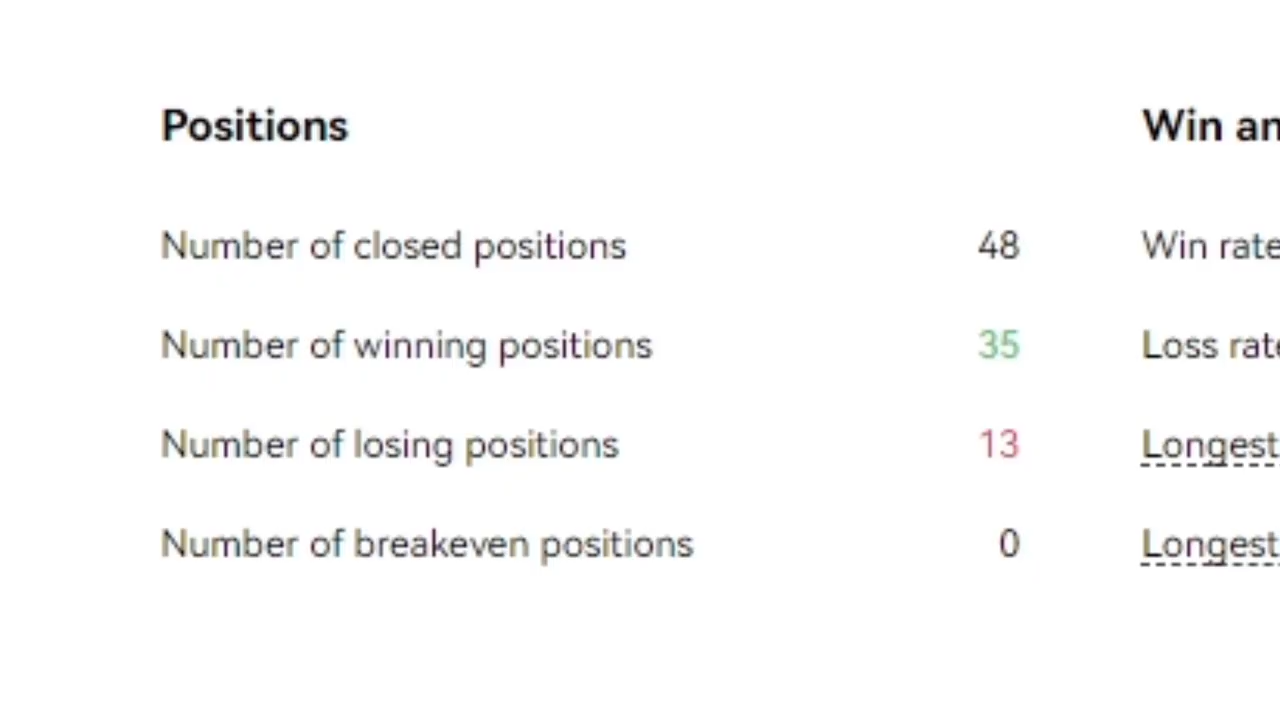 Positions
Number of closed positions 48
Number of winning positions 35
Number of losing positions 13
Number of breakeven positions 0
Win an
Win rate
Loss rate
Longest
Longest